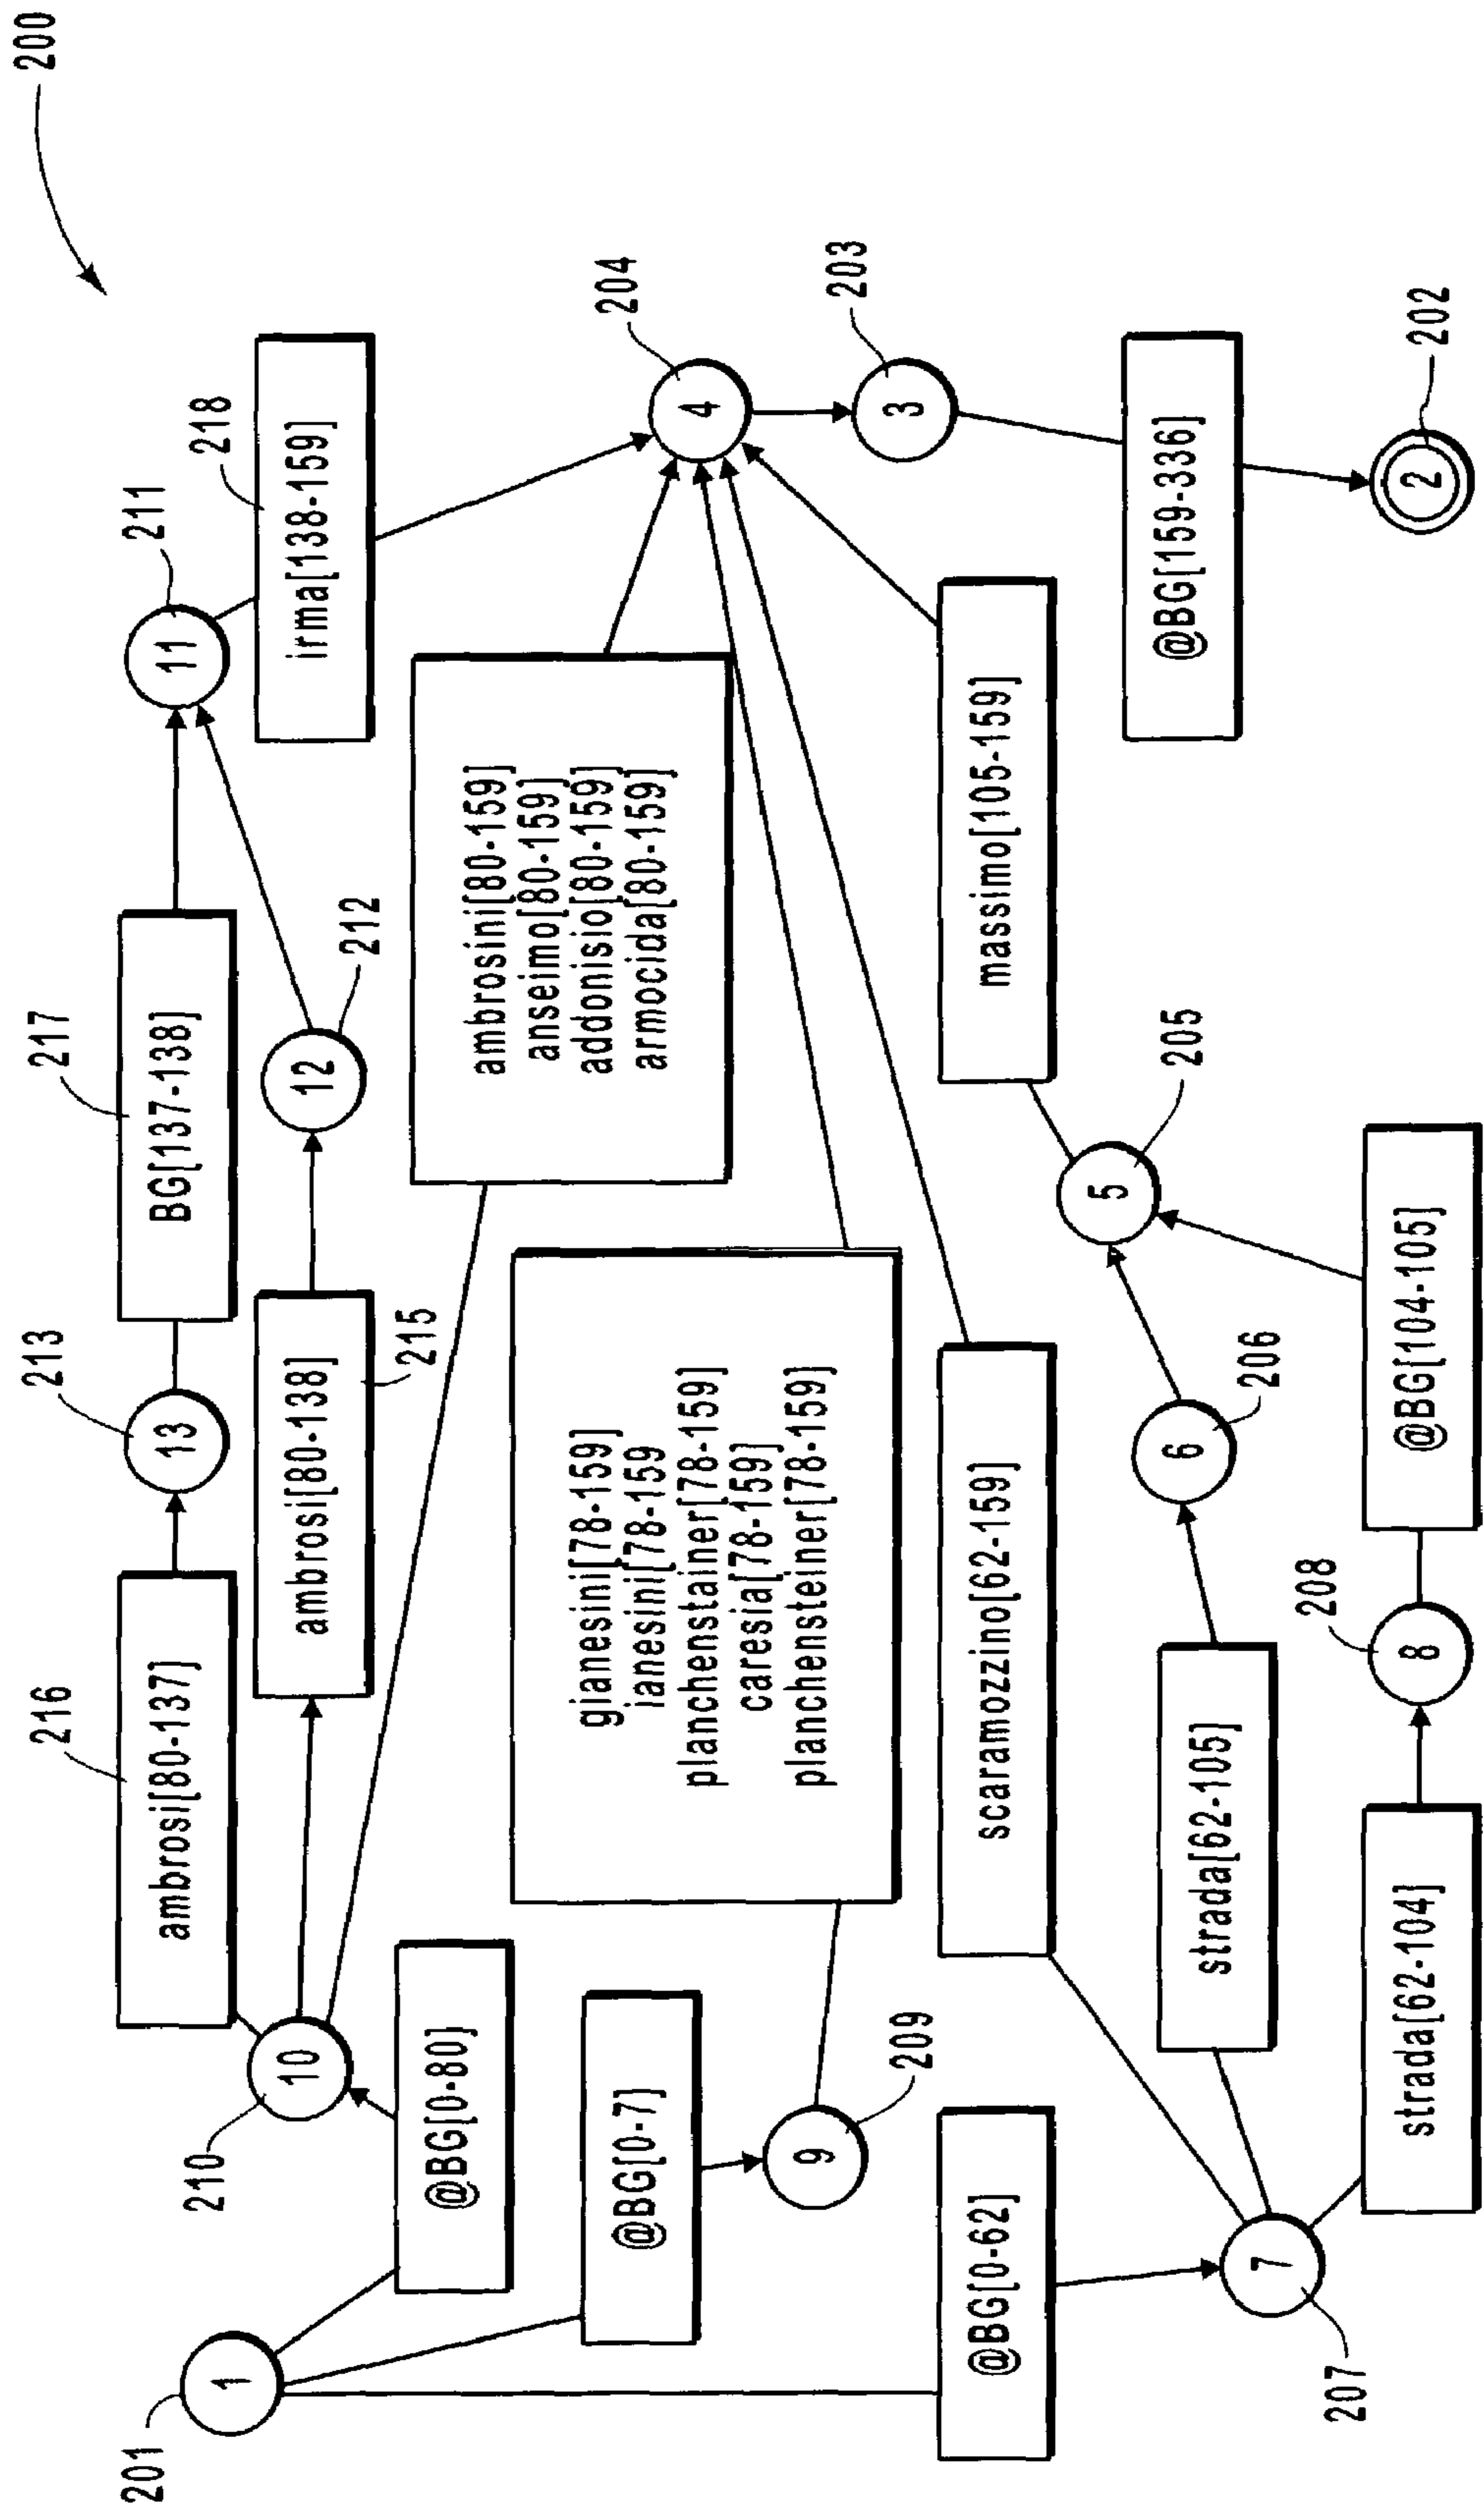 200
217
BG[137-138]
213
13
216
ambrosi[80-137]
211
11
218
irma[138-159]
212
12
ambrosi[80-138]
215
210
10
@BG[0-80]
201
1
ambrosini[80-159]
anseimo[80-159]
addonisio[80-159]
armocida[80-159]
204
4
203
3
gianesini[78-159]
janesini[78-159
planchenstainer[78-159]
caresia[78-159]
planchensteiner[78-159]
@BG[0-7]
9
209
massimo[105-159]
scaramozzino[62-159]
@BG[0-62]
@BG[159-336]
202
2
205
5
206
6
strada[62-105]
7
207
@BG[104-105]
208
8
strada[62-104]